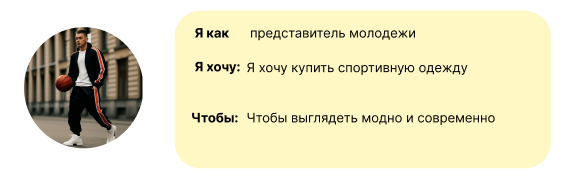 Я как представитель молодежи
Я хочу: Я хочу купить спортивную одежду
Чтобы: Чтобы выглядеть модно и современно